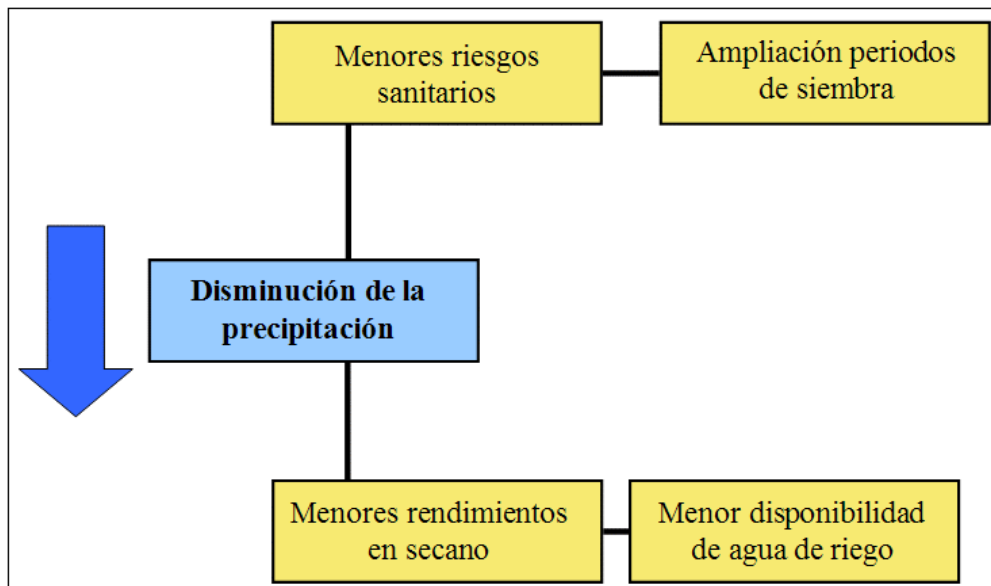 Menores riesgos
sanitarios
Ampliación periodos
de siembra
Disminución de la
precipitación
Menores rendimientos
en secano
Menor disponibilidad
de agua de riego